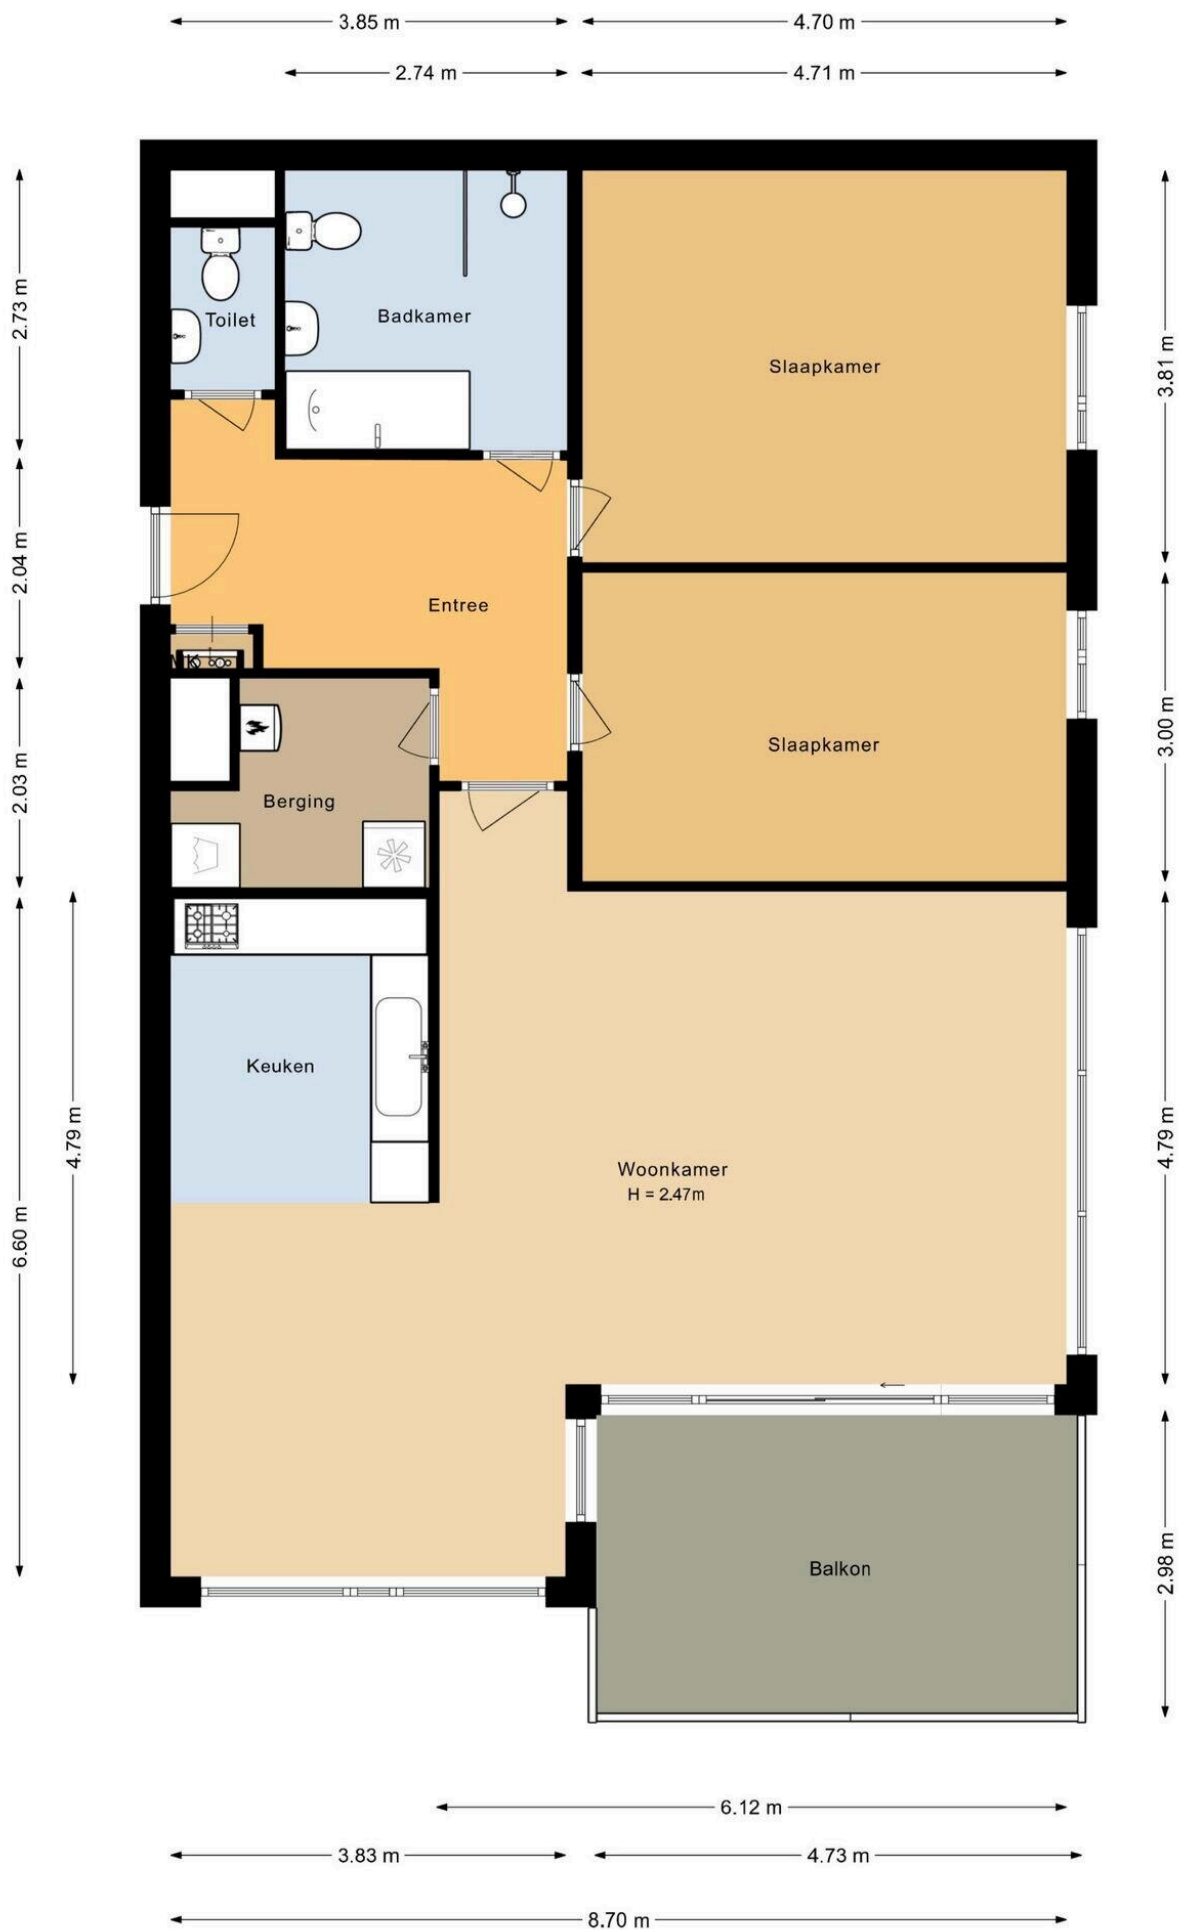 3.85 m
4.70 m
2.74 m
4.71 m
2.73 m
Toilet
Badkamer
Slaapkamer
3.81 m
2.04 m
Entree
2.03 m
Berging
Slaapkamer
3.00 m
Keuken
4.79 m
Woonkamer
H = 2.47m
4.79 m
6.60 m
Balkon
2.98 m
6.12 m
3.83 m
4.73 m
8.70 m